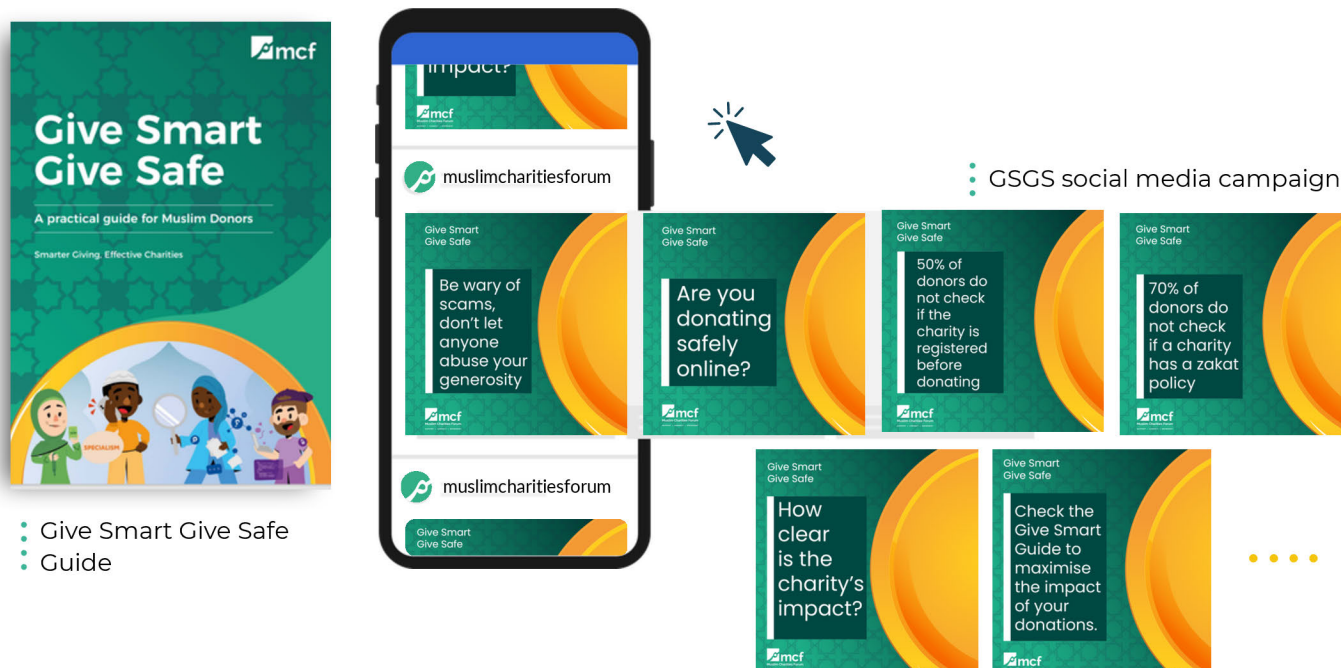 mcf
Give Smart
Give Safe
A practical guide for Muslim Donors
Smarter Giving, Effective Charities
SPECIALISM
Give Smart Give Safe
Guide
impact?
mcf
muslimcharitiesforum
Give Smart
Give Safe
Be wary of
scams,
don't let
anyone
abuse your
generosity
mcf
muslimcharitiesforum
Give Smart
Give Safe
GSGS social media campaign
Give Smart
Give Safe
Are you
donating
safely
online?
mcf
Give Smart
Give Safe
50% of
donors do
not check
if the
charity is
registered
before
donating
mcf
Give Smart
Give Safe
70% of
donors do
not check
if a charity
has a zakat
policy
mcf
Give Smart
Give Safe
How
clear
is the
charity's
impact?
mcf
Give Smart
Give Safe
Check the
Give Smart
Guide to
maximise
the impact
of your
donations.
mcf